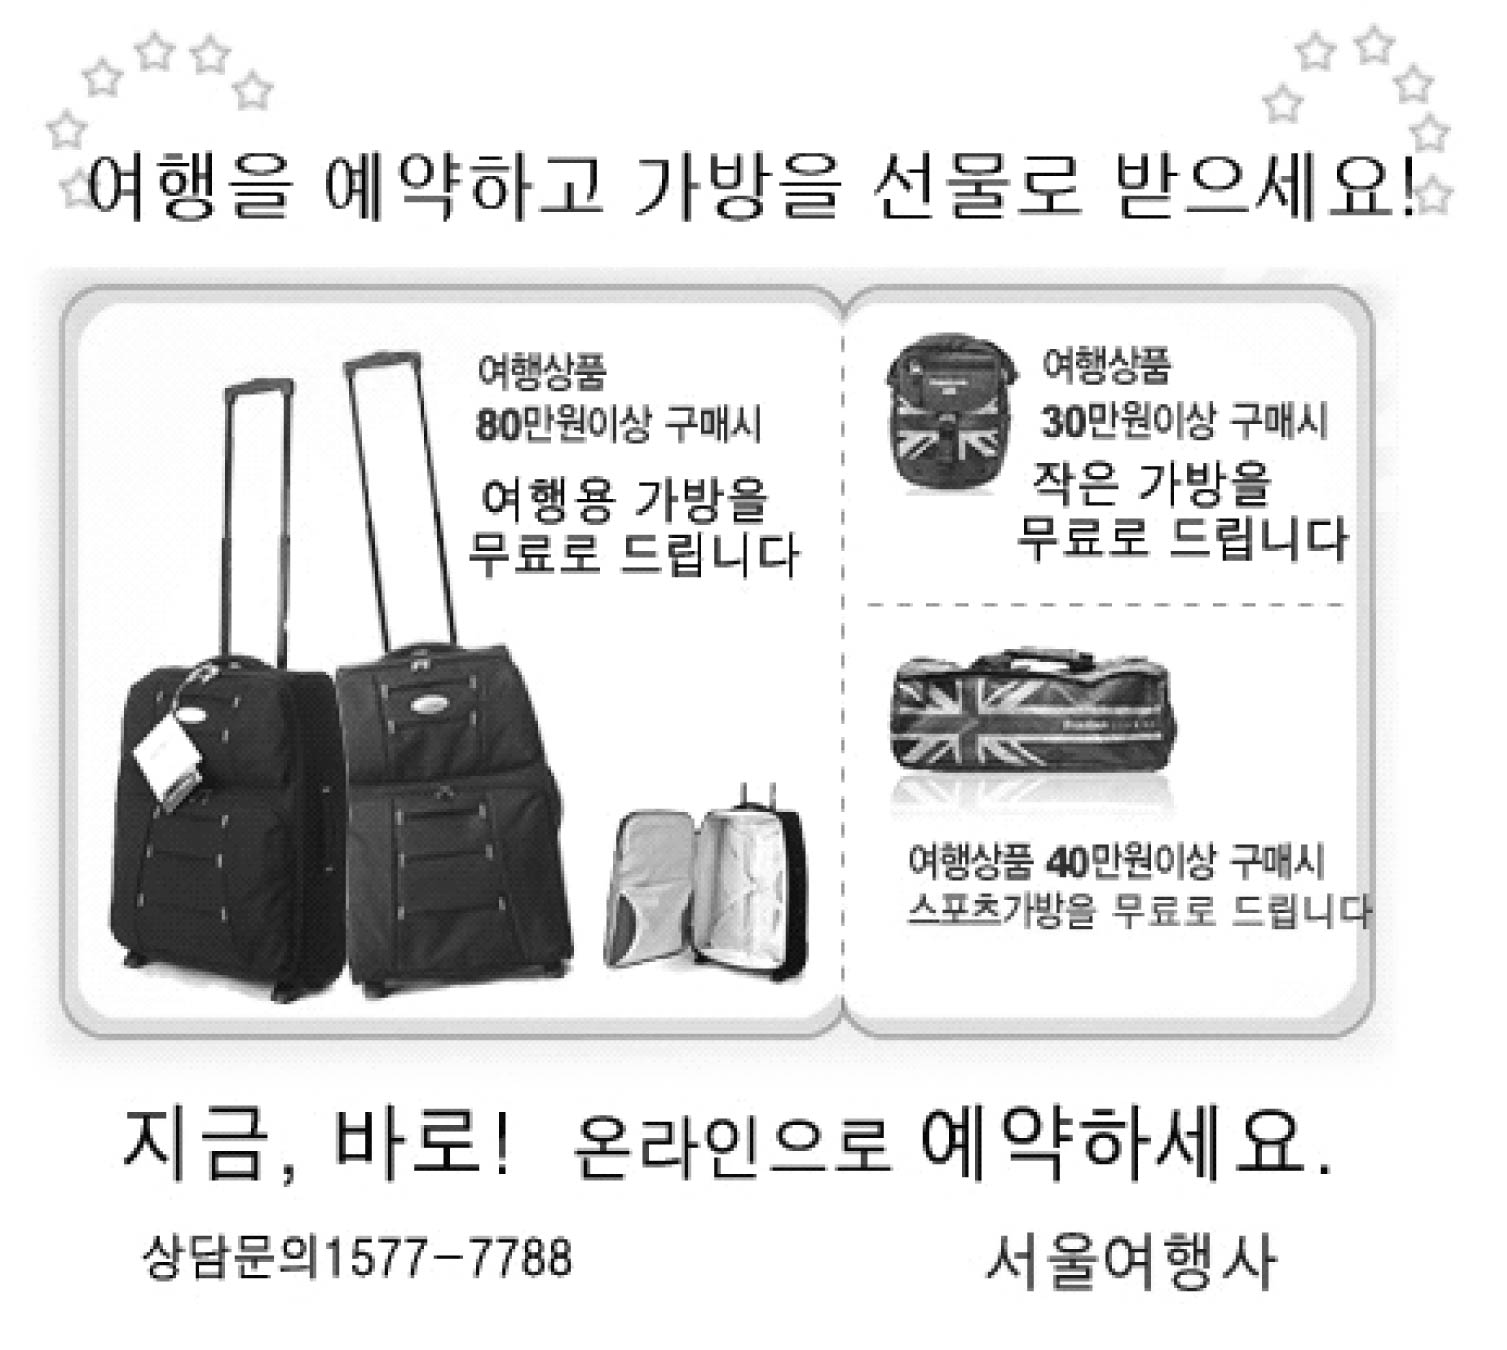 여행을 예약하고 가방을 선물로 받으세요!
여행상품
80만원이상 구매시
여행용 가방을
무료로 드립니다
여행상품
30만원이상 구매시
작은 가방을
무료로 드립니다
여행상품 40만원이상 구매시
스포츠가방을 무료로 드립니다
지금, 바로! 온라인으로 예약하세요.
상담문의1577-7788
서울여행사